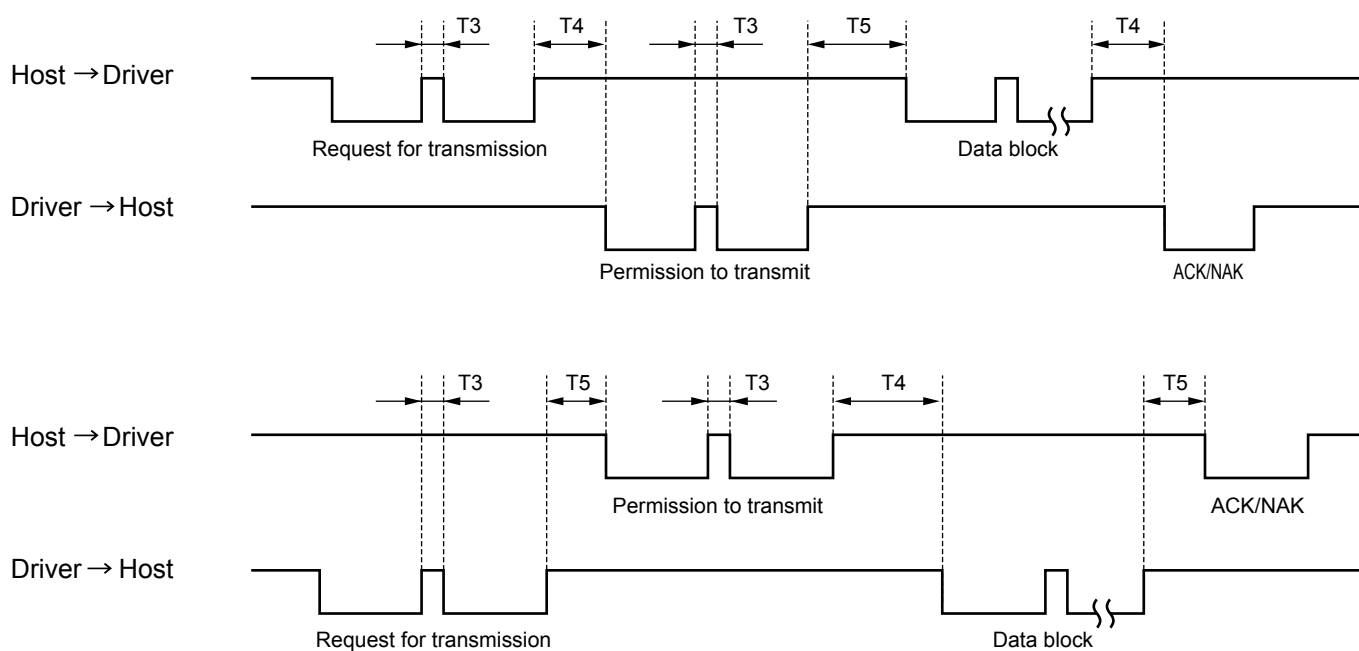 T3 T4 T3 T5 T4
Host → Driver
Request for transmission Data block
Driver → Host
Permission to transmit ACK/NAK
T3 T5 T3 T4 T5
Host → Driver
Permission to transmit ACK/NAK
Driver → Host
Request for transmission Data block